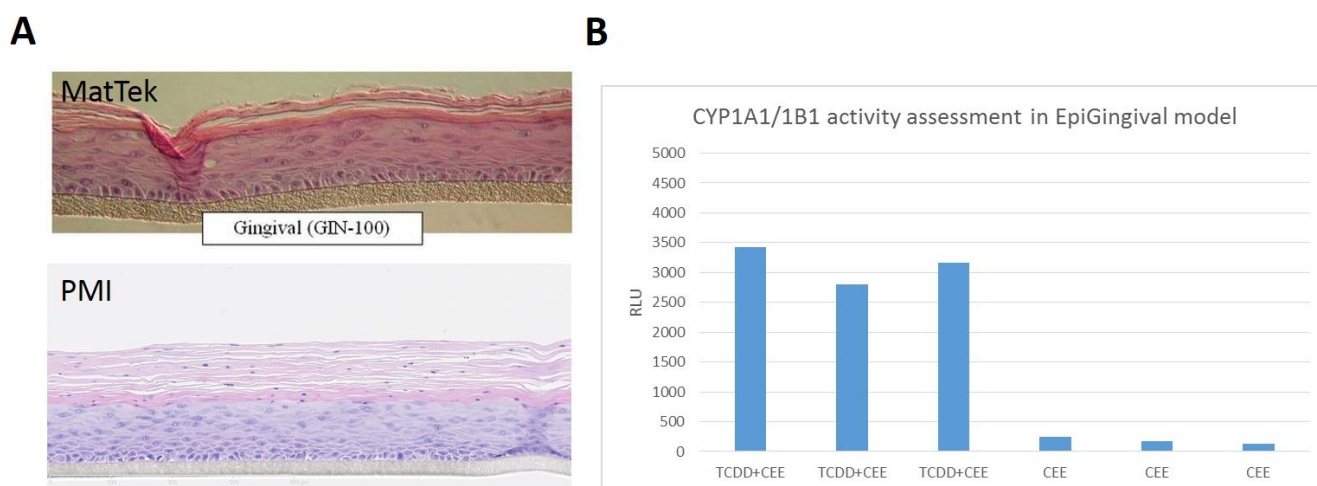 A
MatTek
Gingival (GIN-100)
PMI
B
CYP1A1/1B1 activity assessment in EpiGingival model
RLU
5000
4500
4000
3500
3000
2500
2000
1500
1000
500
0
TCDD+CEE TCDD+CEE TCDD+CEE CEE CEE CEE